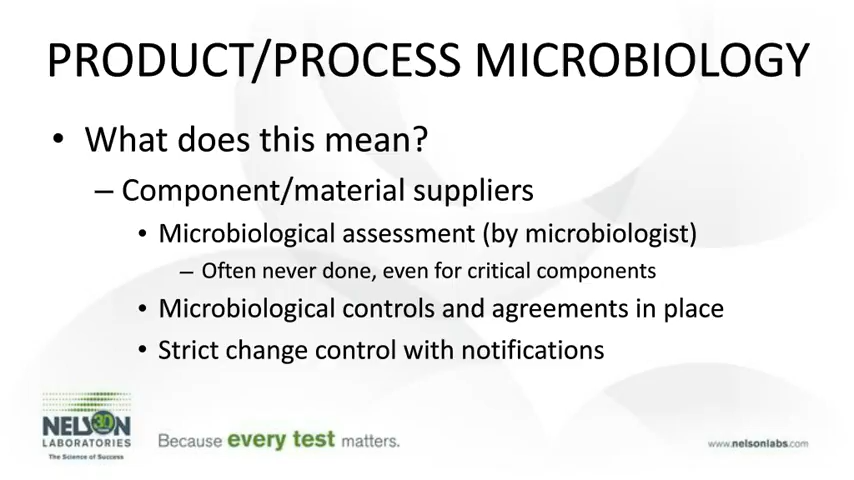 PRODUCT/PROCESS MICROBIOLOGY
• What does this mean?
– Component/material suppliers
• Microbiological assessment (by microbiologist)
– Often never done, even for critical components
• Microbiological controls and agreements in place
• Strict change control with notifications
NELSON
30
LABORATORIES
The Science of Success
Because every test matters.
www.nelsonlabs.com